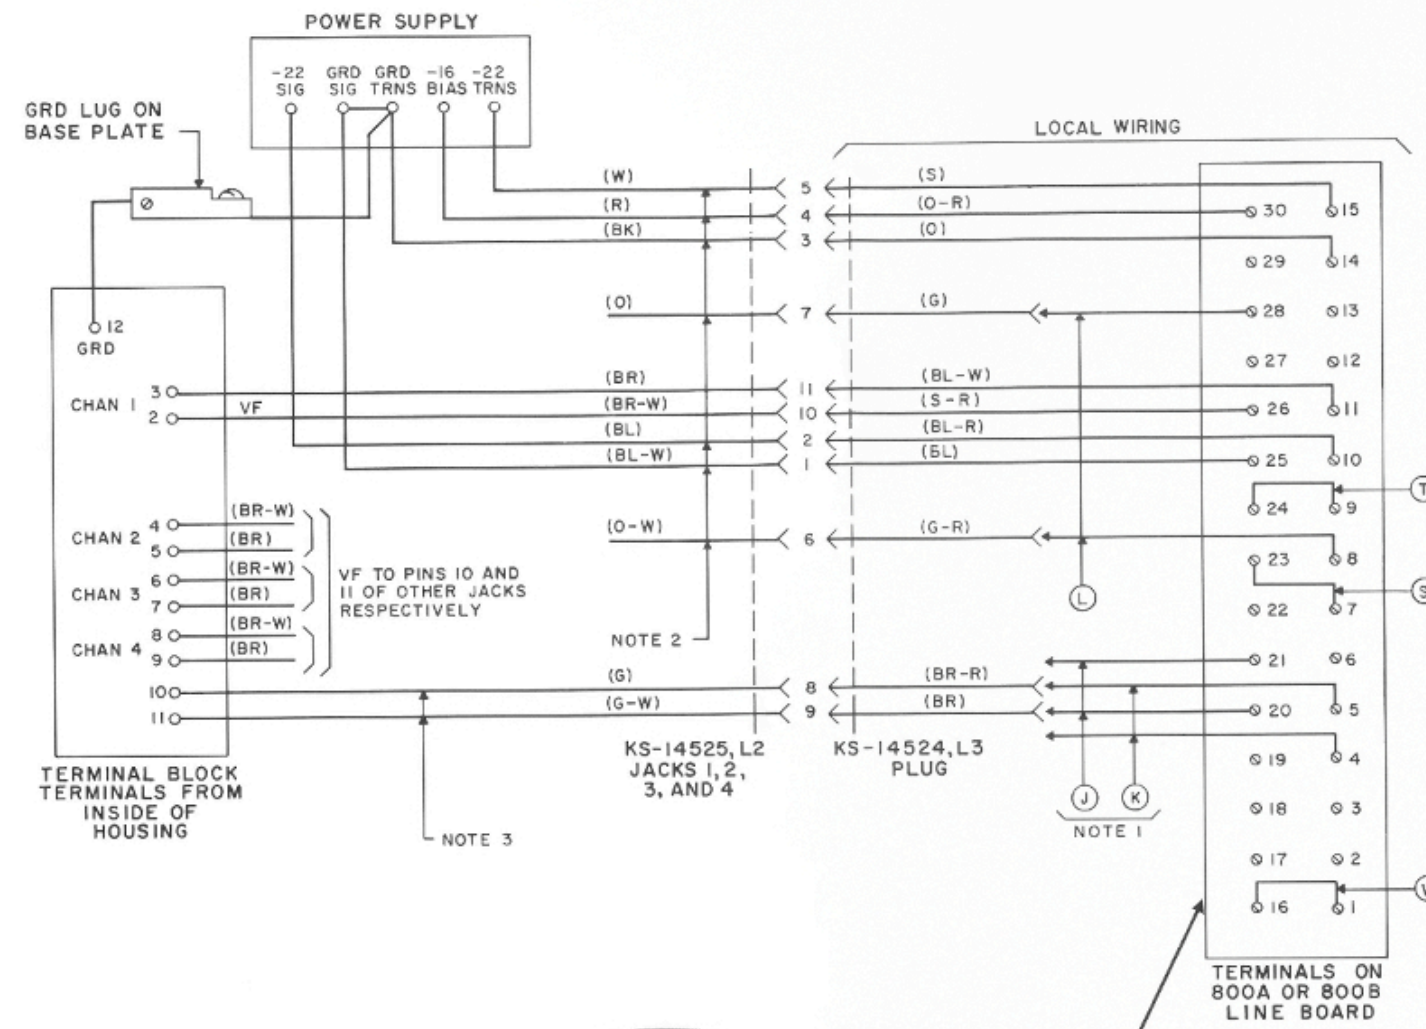 POWER SUPPLY
-22 SIG
GRD SIG
GRD TRNS
-16 BIAS
-22 TRNS
GRD LUG ON
BASE PLATE
LOCAL WIRING
(W) 5 (S)
(R) 4 (O-R)
(BK) 3 (O)
30 15
29 14
(O) 7 (G)
28 13
12
GRD
27 12
CHAN 1
3
2
VF
(BR) 11 (BL-W)
(BR-W) 10 (S-R)
26 11
(BL) 2 (BL-R)
(BL-W) 1 (BL)
25 10
24 9
T
CHAN 2
4 (BR-W)
5 (BR)
(O-W) 6 (G-R)
23 8
CHAN 3
6 (BR-W)
7 (BR)
VF TO PINS 10 AND
11 OF OTHER JACKS
RESPECTIVELY
L
S
22 7
CHAN 4
8 (BR-W)
9 (BR)
NOTE 2
21 6
10 (G) 8 (BR-R)
11 (G-W) 9 (BR)
20 5
KS-14525, L2
JACKS 1, 2,
3, AND 4
KS-14524, L3
PLUG
19 4
TERMINAL BLOCK
TERMINALS FROM
INSIDE OF
HOUSING
J K
NOTE 1
18 3
NOTE 3
17 2
16 1
TERMINALS ON
800A OR 800B
LINE BOARD